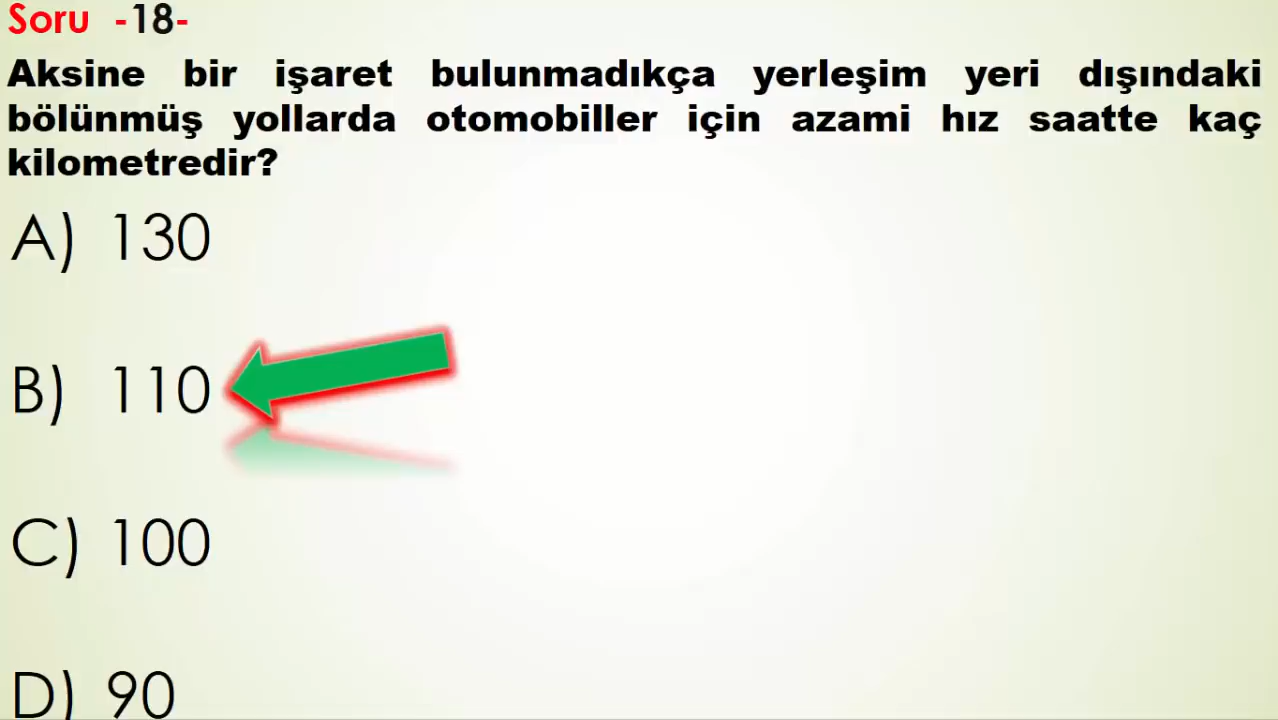 Soru -18-
Aksine bir işaret bulunmadıkça yerleşim yeri dışındaki
bölünmüş yollarda otomobiller için azami hız saatte kaç
kilometredir?
A) 130
B) 110
C) 100
D) 90